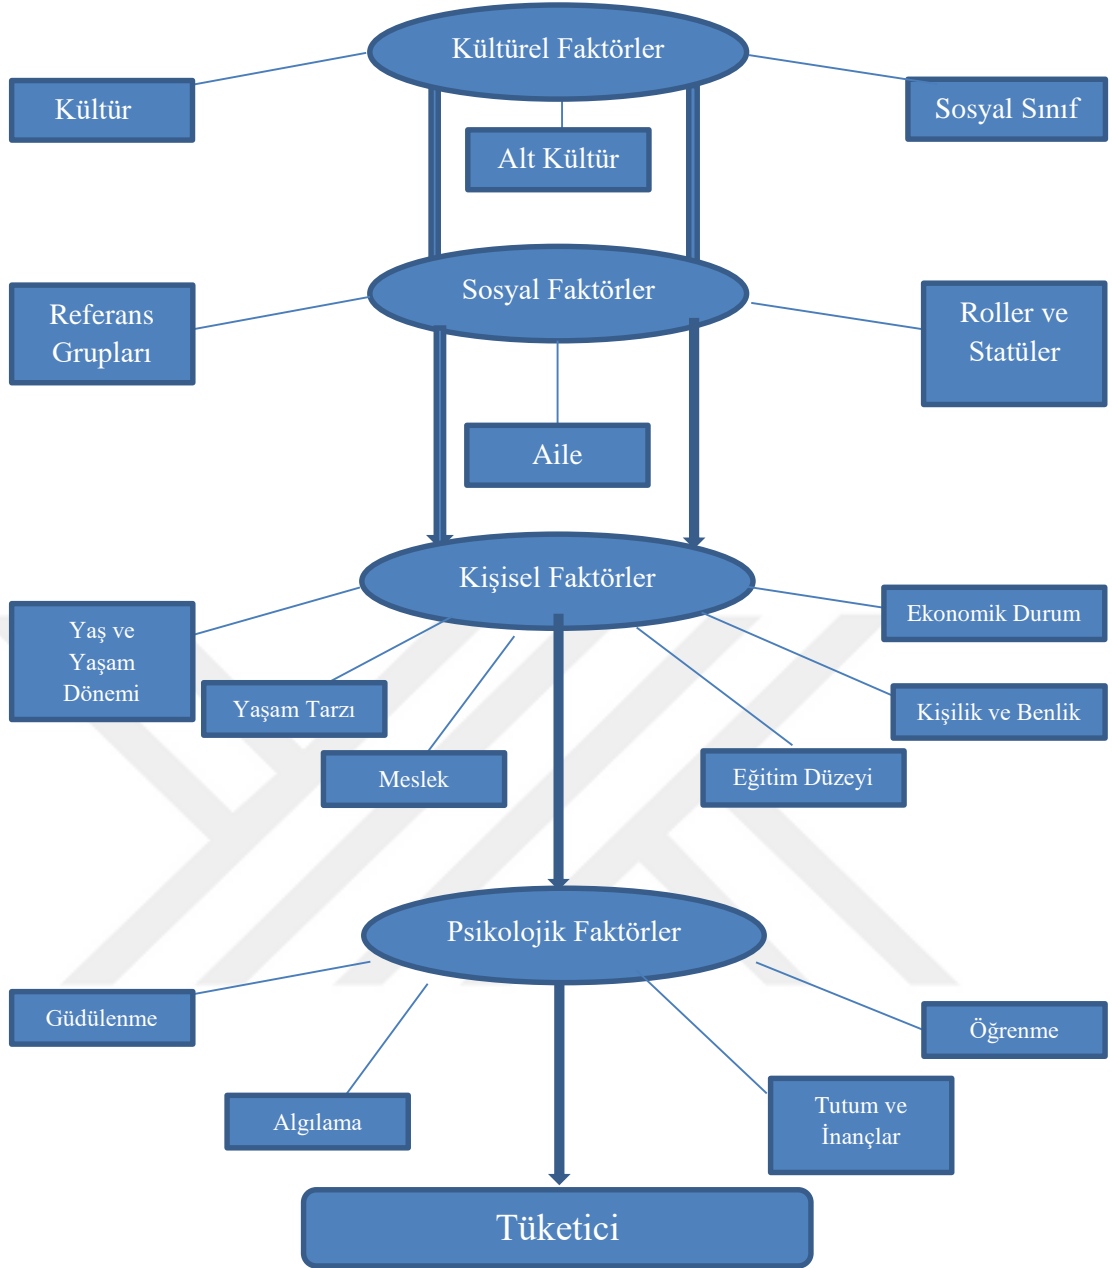 Kültürel Faktörler
Kültür
Sosyal Sınıf
Alt Kültür
Sosyal Faktörler
Referans
Grupları
Roller ve
Statüler
Aile
Kişisel Faktörler
Ekonomik Durum
Yaş ve
Yaşam
Dönemi
Yaşam Tarzı
Kişilik ve Benlik
Meslek
Eğitim Düzeyi
Psikolojik Faktörler
Güdülenme
Öğrenme
Algılama
Tutum ve
İnançlar
Tüketici